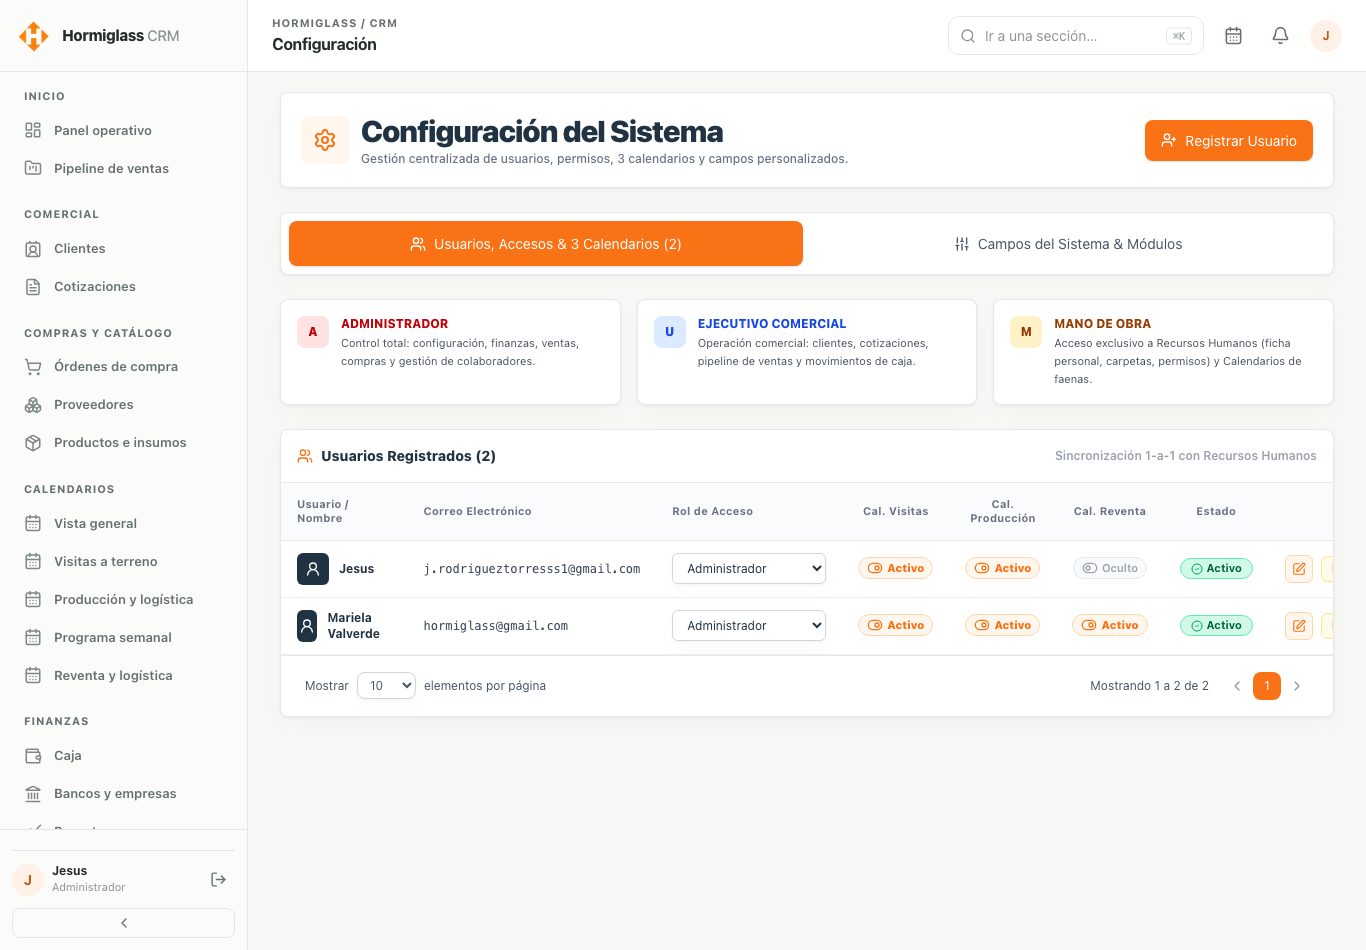 Hormiglass CRM
HORMIGLASS / CRM
Configuración
Ir a una sección...
⌘K
J
INICIO
Panel operativo
Pipeline de ventas
COMERCIAL
Clientes
Cotizaciones
COMPRAS Y CATÁLOGO
Órdenes de compra
Proveedores
Productos e insumos
CALENDARIOS
Vista general
Visitas a terreno
Producción y logística
Programa semanal
Reventa y logística
FINANZAS
Caja
Bancos y empresas
J
Jesus
Administrador
Configuración del Sistema
Gestión centralizada de usuarios, permisos, 3 calendarios y campos personalizados.
Registrar Usuario
Usuarios, Accesos & 3 Calendarios (2)
Campos del Sistema & Módulos
A
ADMINISTRADOR
Control total: configuración, finanzas, ventas,
compras y gestión de colaboradores.
U
EJECUTIVO COMERCIAL
Operación comercial: clientes, cotizaciones,
pipeline de ventas y movimientos de caja.
M
MANO DE OBRA
Acceso exclusivo a Recursos Humanos (ficha
personal, carpetas, permisos) y Calendarios de
faenas.
Usuarios Registrados (2)
Sincronización 1-a-1 con Recursos Humanos
Usuario /
Nombre
Correo Electrónico
Rol de Acceso
Cal. Visitas
Cal.
Producción
Cal. Reventa
Estado
Jesus
j.rodrigueztorresss1@gmail.com
Administrador
Activo
Activo
Oculto
Activo
Mariela
Valverde
hormiglass@gmail.com
Administrador
Activo
Activo
Activo
Activo
Mostrar
10
elementos por página
Mostrando 1 a 2 de 2
1